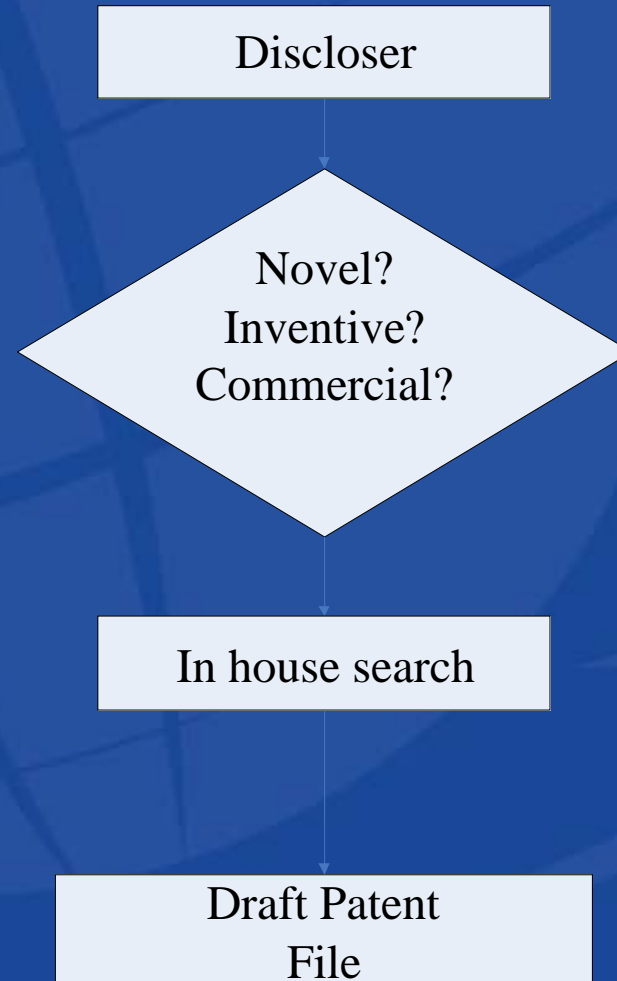 Discloser
Novel?
Inventive?
Commercial?
In house search
Draft Patent
File